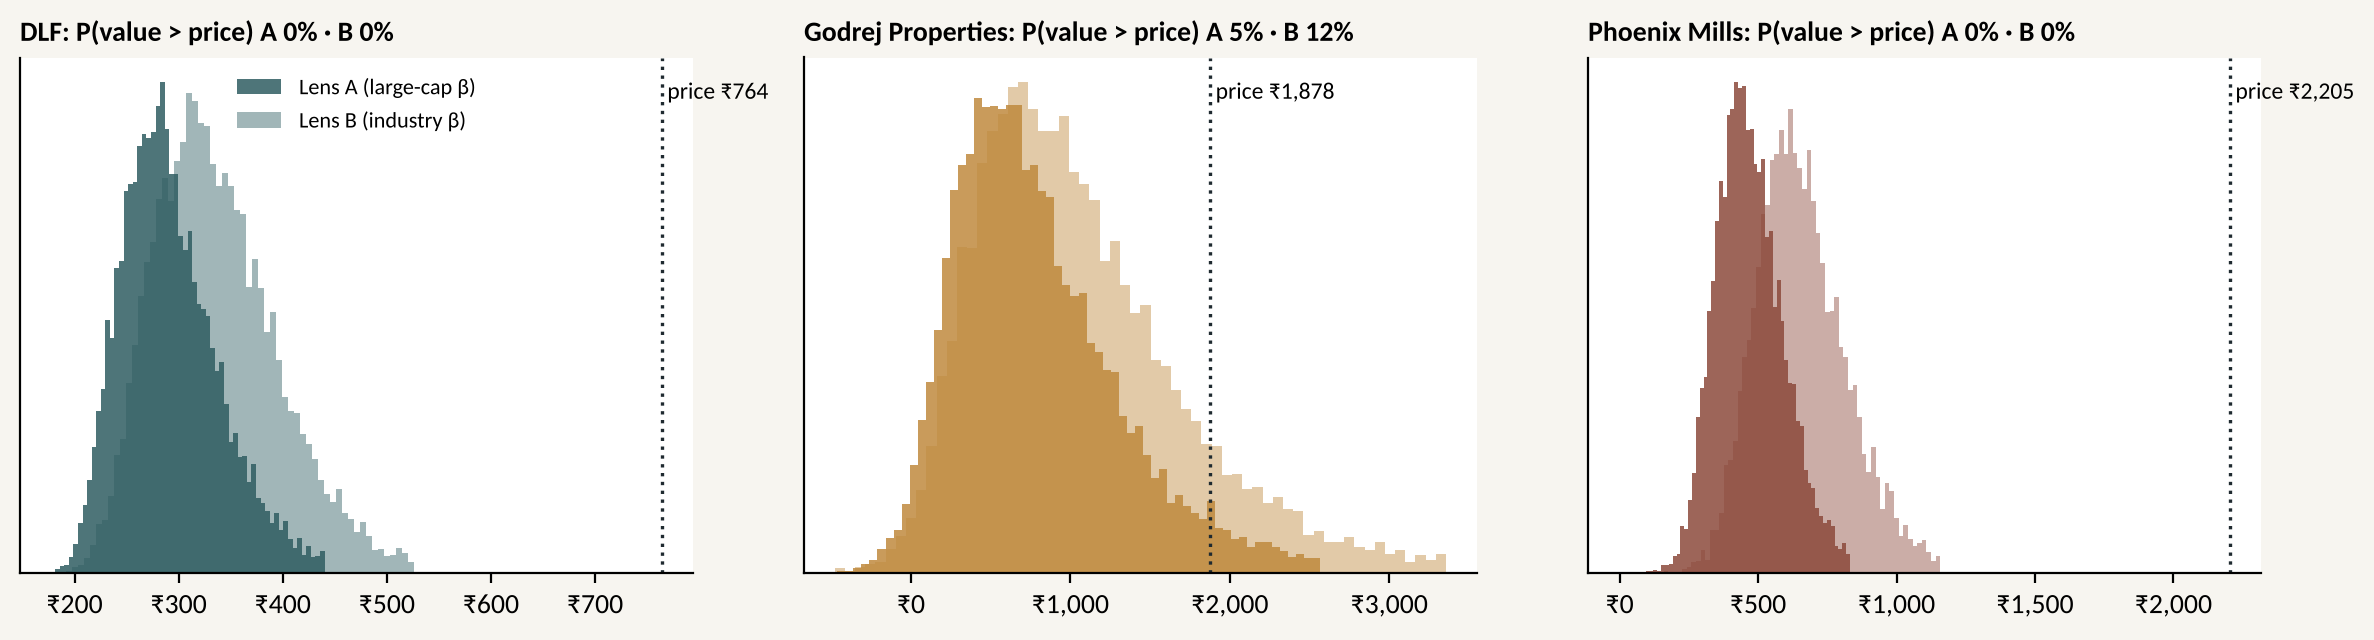 DLF: P(value > price) A 0% · B 0%
Lens A (large-cap β)
Lens B (industry β)
price ₹764
₹200 ₹300 ₹400 ₹500 ₹600 ₹700
Godrej Properties: P(value > price) A 5% · B 12%
price ₹1,878
₹0 ₹1,000 ₹2,000 ₹3,000
Phoenix Mills: P(value > price) A 0% · B 0%
price ₹2,205
₹0 ₹500 ₹1,000 ₹1,500 ₹2,000